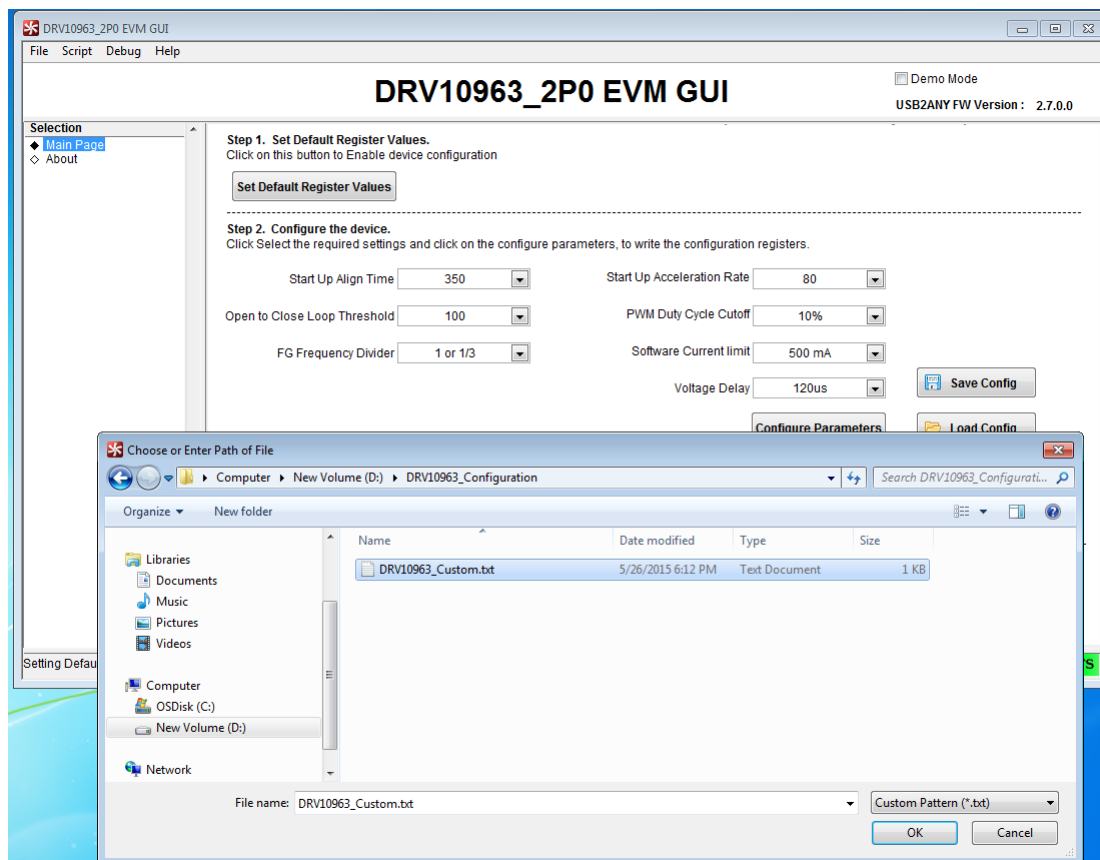 DRV10963_2P0 EVM GUI
File Script Debug Help
DRV10963_2P0 EVM GUI
Demo Mode
USB2ANY FW Version : 2.7.0.0
Selection
Main Page
About
Step 1. Set Default Register Values.
Click on this button to Enable device configuration
Set Default Register Values
Step 2. Configure the device.
Click Select the required settings and click on the configure parameters, to write the configuration registers.
Start Up Align Time 350 Start Up Acceleration Rate 80
Open to Close Loop Threshold 100 PWM Duty Cycle Cutoff 10%
FG Frequency Divider 1 or 1/3 Software Current limit 500 mA
Voltage Delay 120us Save Config
Configure Parameters Load Config
Choose or Enter Path of File
Computer New Volume (D:) DRV10963_Configuration Search DRV10963_Configurati...
Organize New folder
Name Date modified Type Size
DRV10963_Custom.txt 5/26/2015 6:12 PM Text Document 1 KB
Libraries
Documents
Music
Pictures
Videos
Computer
OSDisk (C:)
New Volume (D:)
Network
Setting Defau
File name: DRV10963_Custom.txt Custom Pattern (*.txt)
OK Cancel